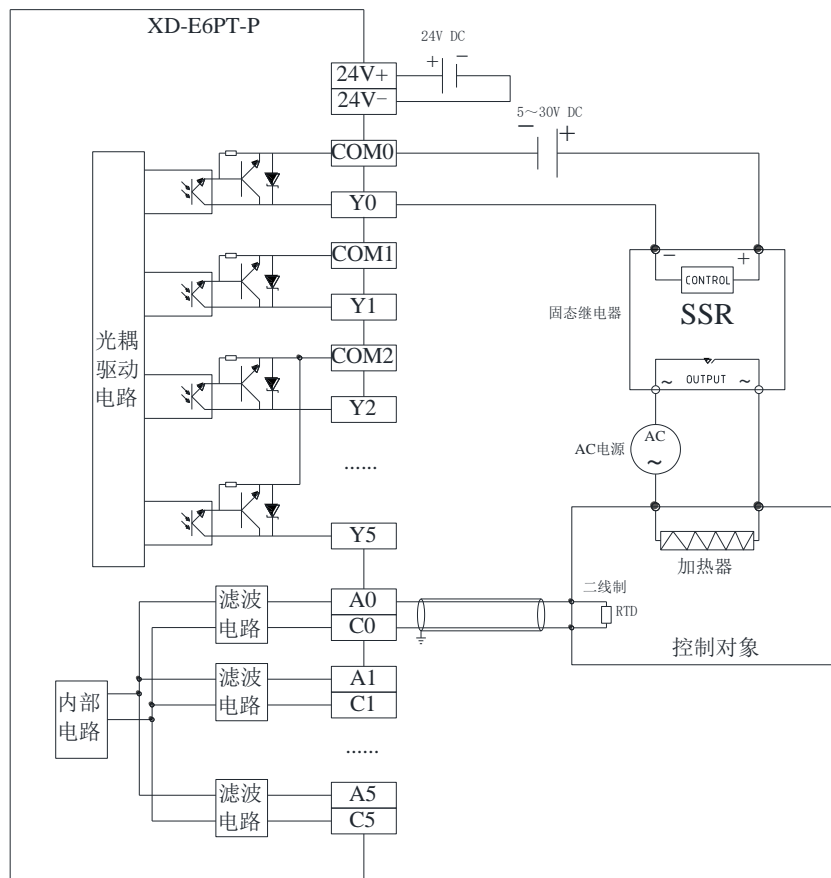 XD-E6PT-P
24V DC
+
−
24V+
24V−
5～30V DC
−
+
COM0
Y0
COM1
Y1
COM2
Y2
......
Y5
光耦
驱动
电路
−
+
CONTROL
固态继电器
SSR
~
OUTPUT
~
AC电源
AC
~
加热器
二线制
RTD
控制对象
滤波
电路
A0
C0
滤波
电路
A1
C1
内部
电路
......
滤波
电路
A5
C5